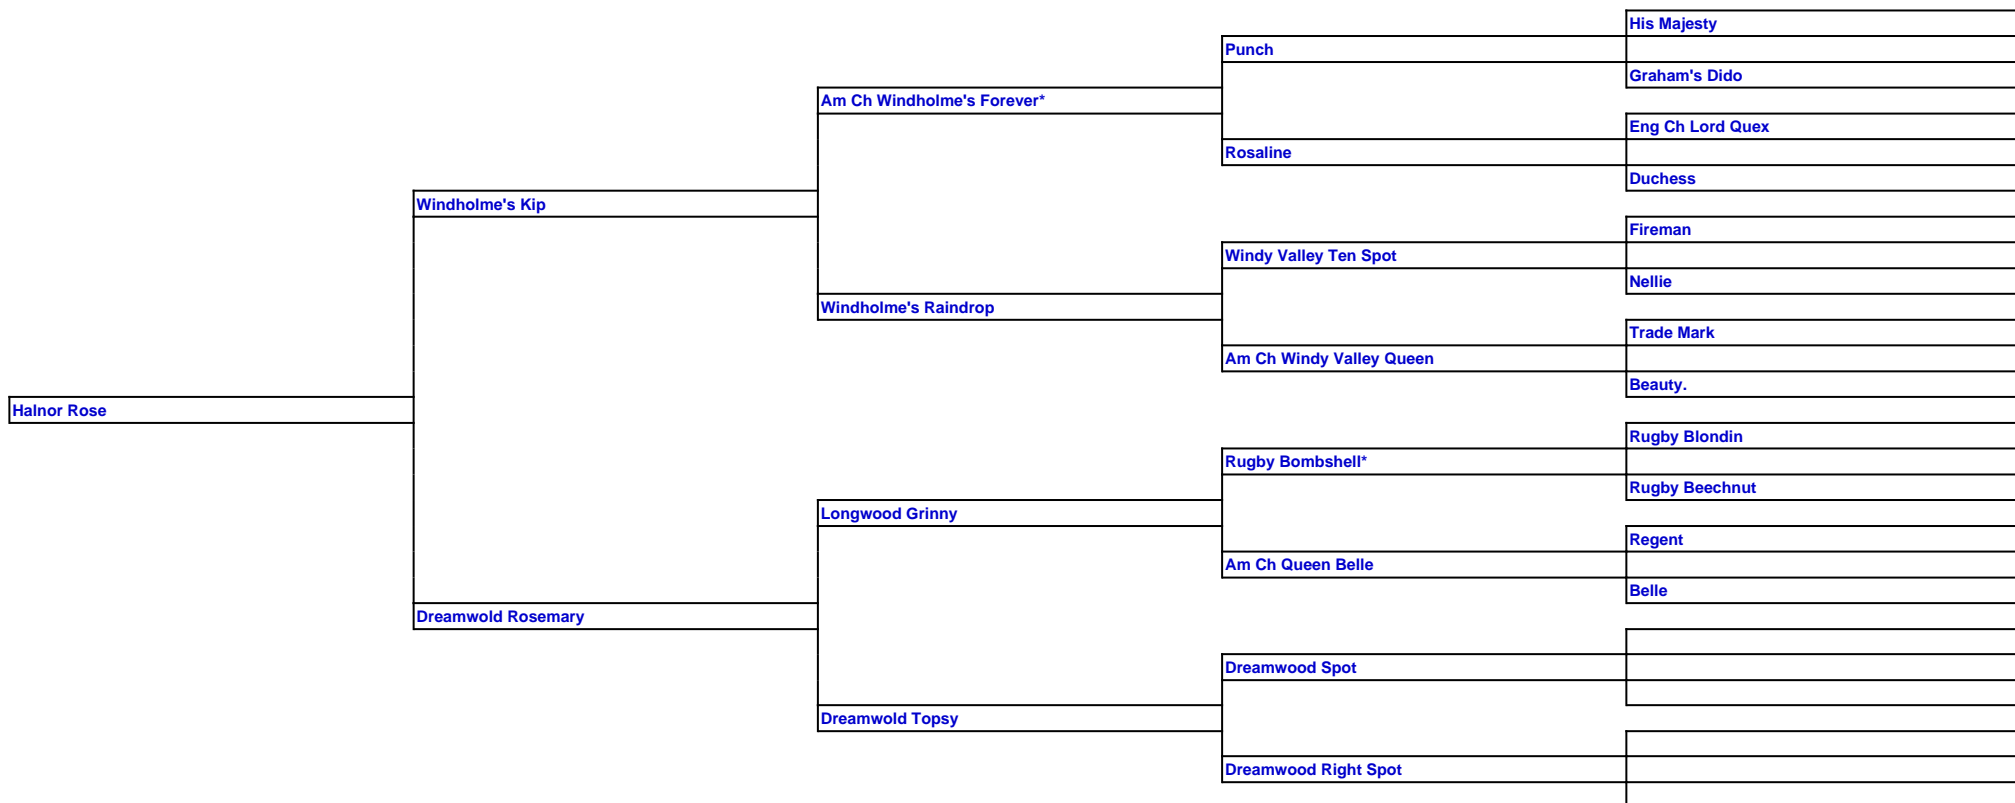 His Majesty
Punch
Graham's Dido
Am Ch Windholme's Forever*
Eng Ch Lord Quex
Rosaline
Duchess
Windholme's Kip
Fireman
Windy Valley Ten Spot
Nellie
Windholme's Raindrop
Trade Mark
Am Ch Windy Valley Queen
Beauty.
Halnor Rose
Rugby Blondin
Rugby Bombshell*
Rugby Beechnut
Longwood Grinny
Regent
Am Ch Queen Belle
Belle
Dreamwold Rosemary
Dreamwood Spot
Dreamwold Topsy
Dreamwood Right Spot